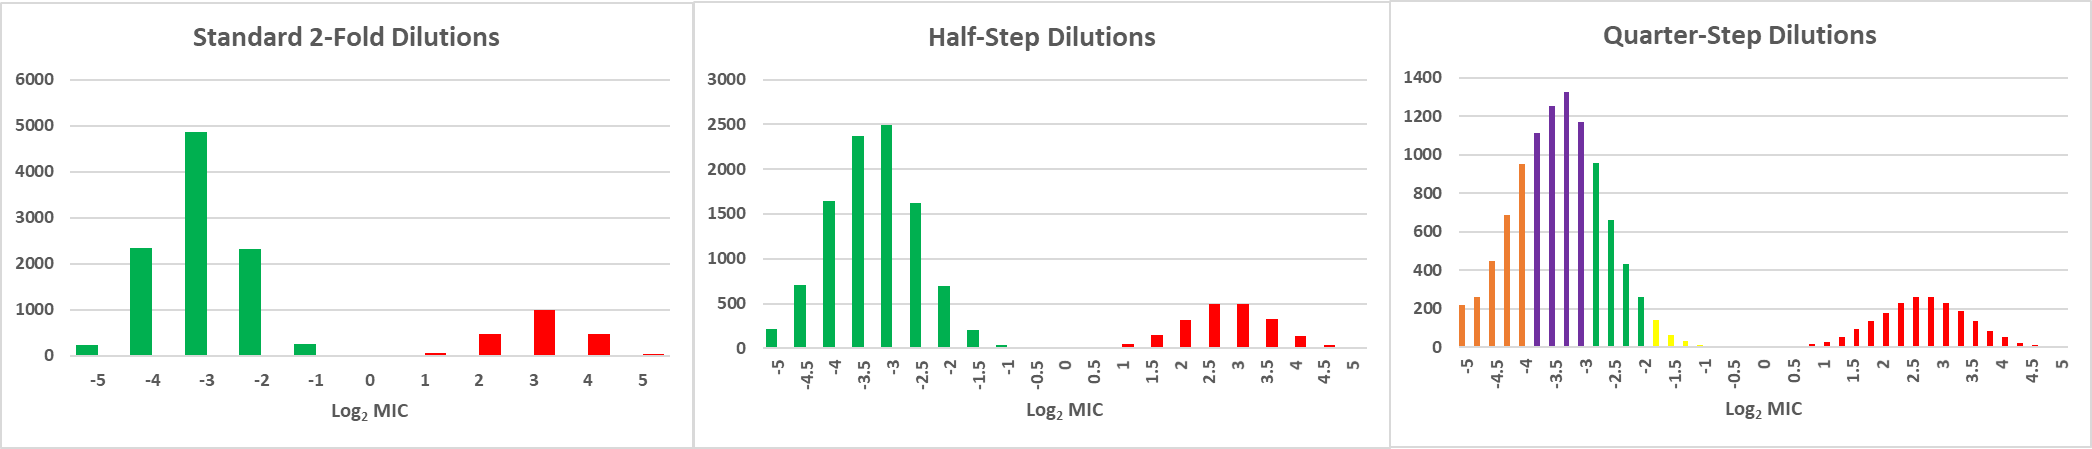 Standard 2-Fold Dilutions
6000
5000
4000
3000
2000
1000
0
-5 -4 -3 -2 -1 0 1 2 3 4 5
Log2 MIC
Half-Step Dilutions
3000
2500
2000
1500
1000
500
0
-5 -4.5 -4 -3.5 -3 -2.5 -2 -1.5 -1 -0.5 0 0.5 1 1.5 2 2.5 3 3.5 4 4.5 5
Log2 MIC
Quarter-Step Dilutions
1400
1200
1000
800
600
400
200
0
-5 -4.5 -4 -3.5 -3 -2.5 -2 -1.5 -1 -0.5 0 0.5 1 1.5 2 2.5 3 3.5 4 4.5 5
Log2 MIC